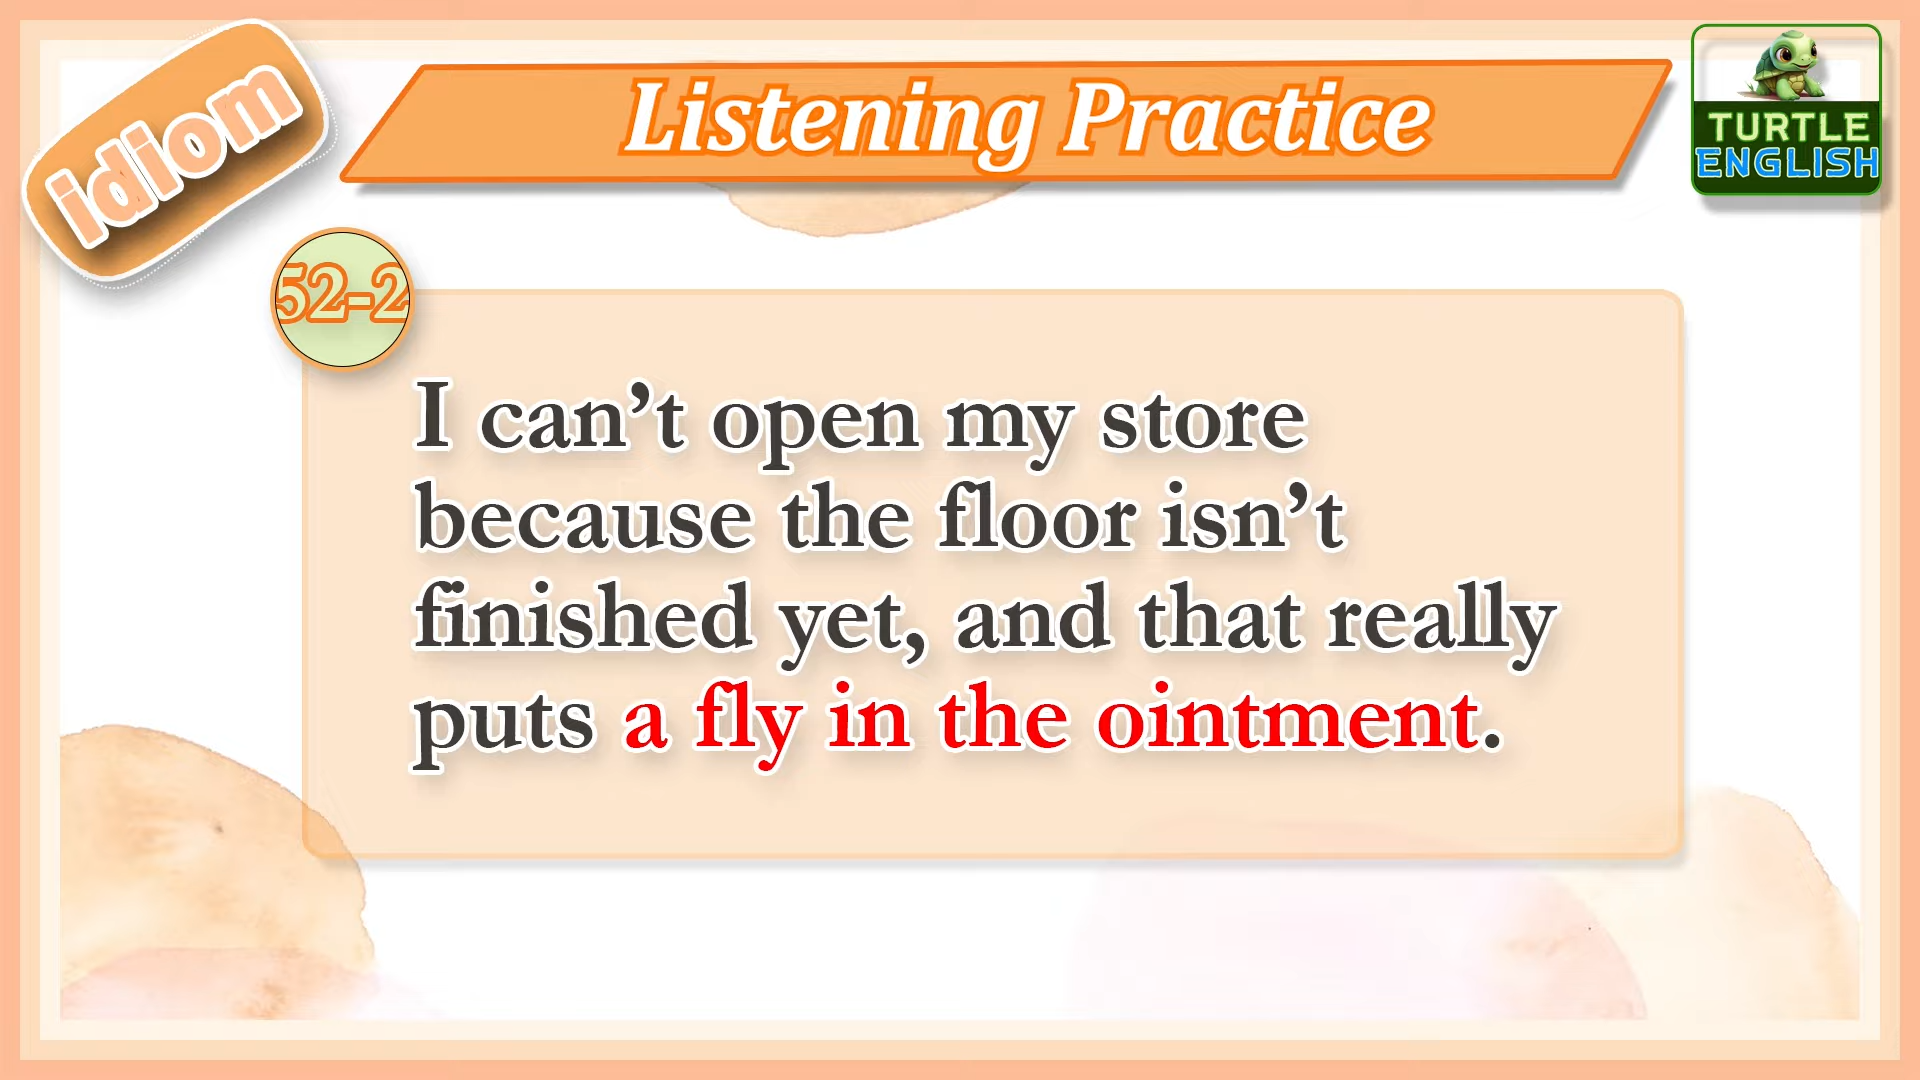 idiom
Listening Practice
TURTLE
ENGLISH
52-2
I can’t open my store
because the floor isn’t
finished yet, and that really
puts a fly in the ointment.